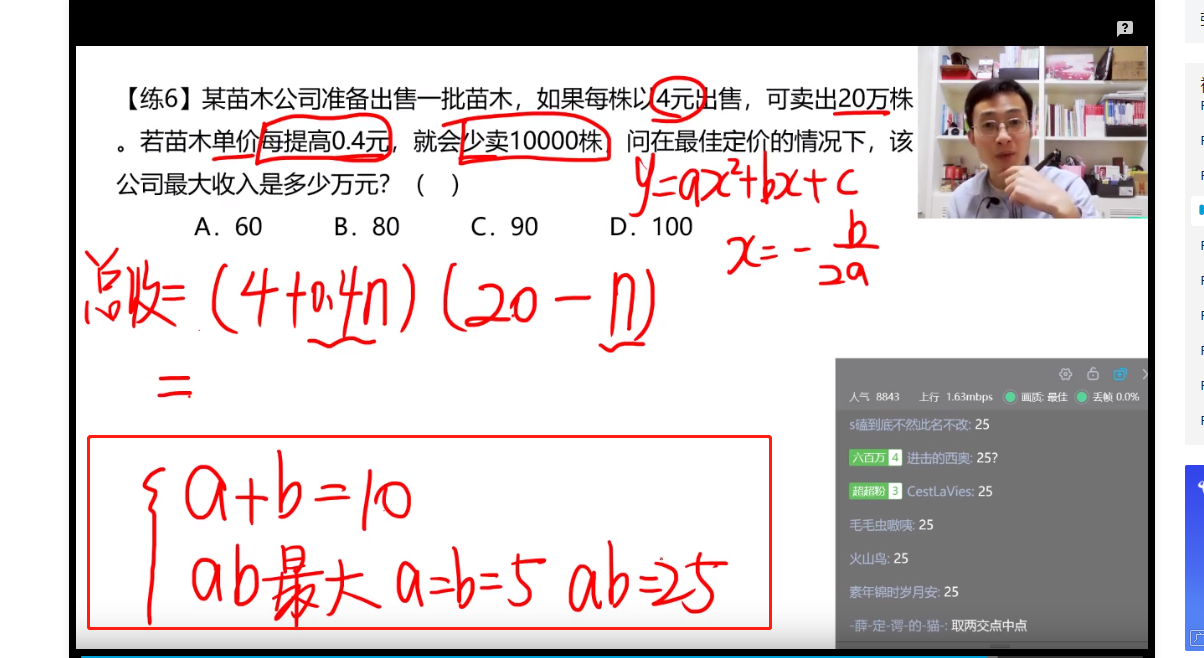 ?
【练6】某苗木公司准备出售一批苗木，如果每株以4元出售，可卖出20万株
。若苗木单价每提高0.4元，就会少卖10000株，问在最佳定价的情况下，该
公司最大收入是多少万元？（ ）
A. 60 B. 80 C. 90 D. 100
y=ax²+bx+c
x=-b/2a
总收=(4+0.4n)(20-n)
=
a+b=10
ab最大 a=b=5 ab=25
人气 8843 上行 1.63mbps 画质: 最佳 丢帧 0.0%
s磕到底不然此名不改: 25
六百万 4 进击的西奥: 25?
超超粉 3 CestLaVies: 25
毛毛虫嗷咦: 25
火山鸟: 25
素年锦时岁月安: 25
-薛-定-谔-的-猫-: 取两交点中点